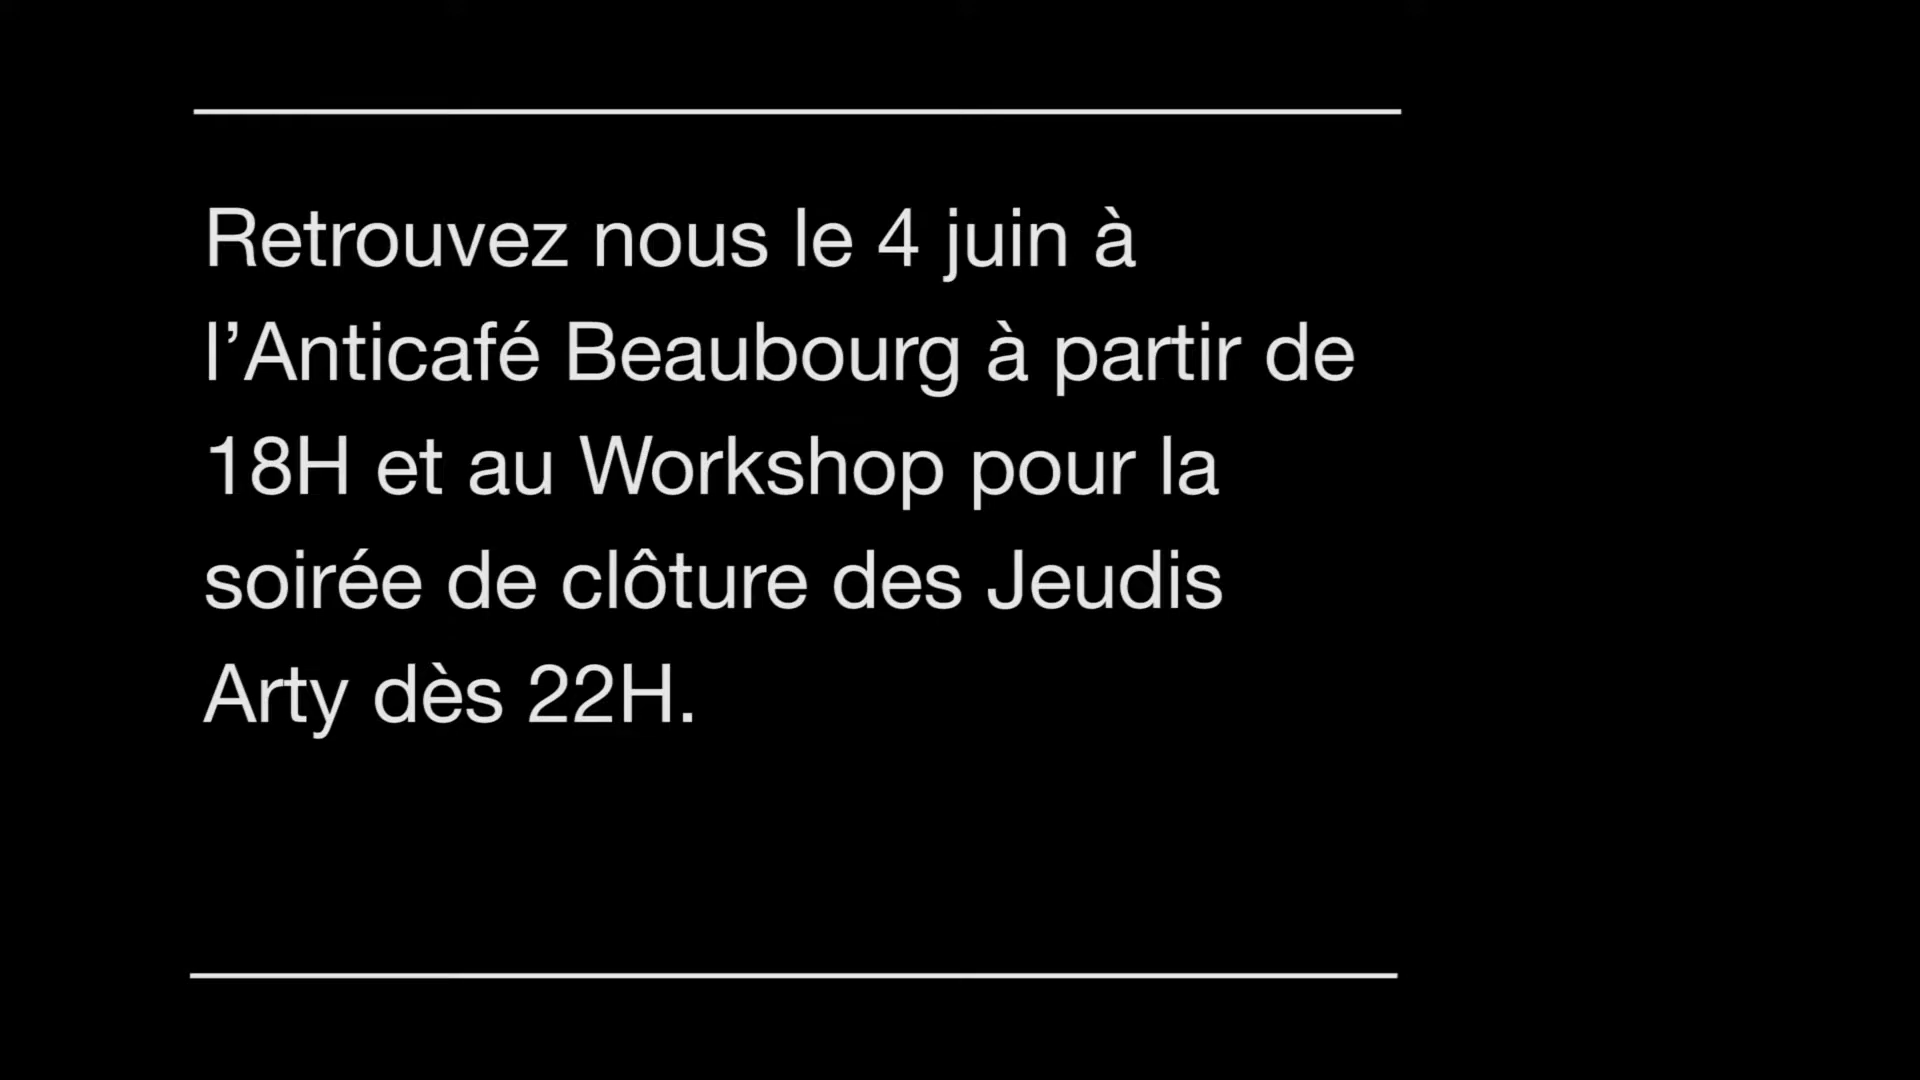 Retrouvez nous le 4 juin à
l’Anticafé Beaubourg à partir de
18H et au Workshop pour la
soirée de clôture des Jeudis
Arty dès 22H.